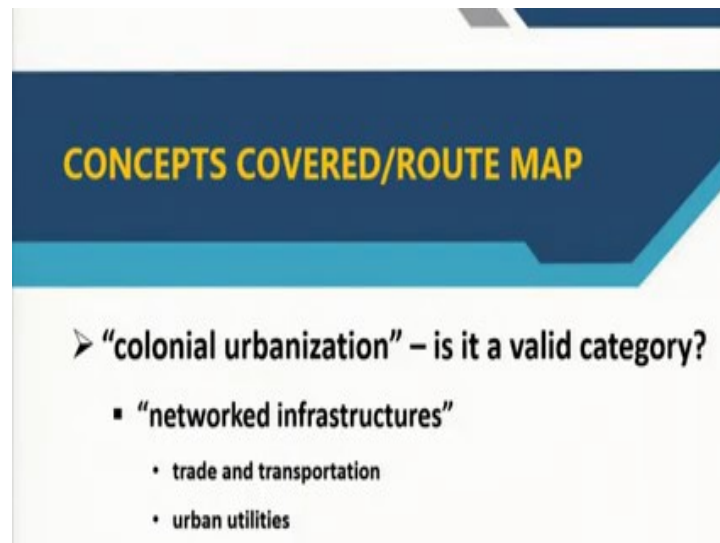 CONCEPTS COVERED/ROUTE MAP
➢ “colonial urbanization” – is it a valid category?
▪ “networked infrastructures”
• trade and transportation
• urban utilities